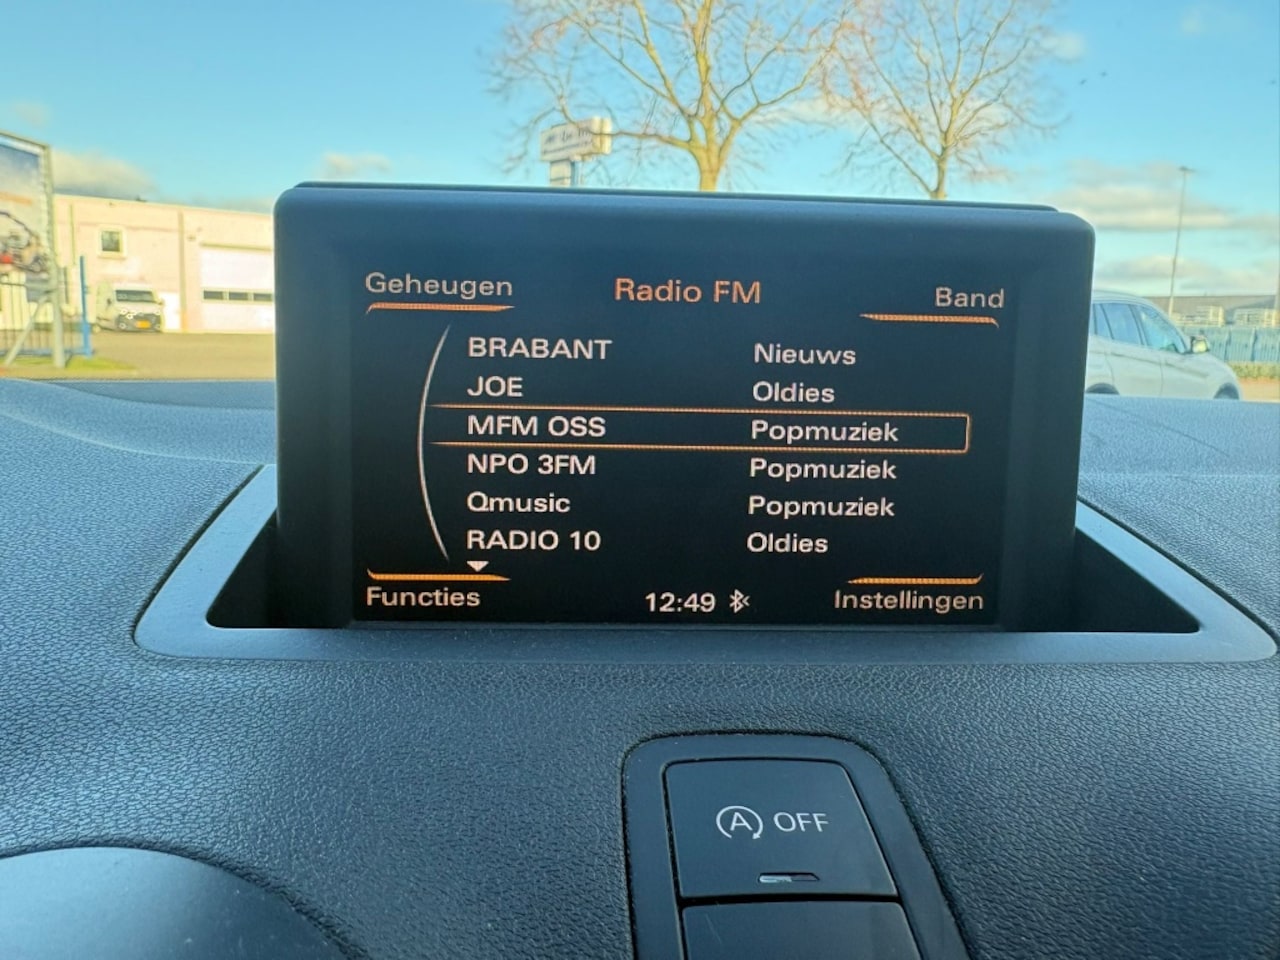 Geheugen Radio FM Band
BRABANT Nieuws
JOE Oldies
MFM OSS Popmuziek
NPO 3FM Popmuziek
Qmusic Popmuziek
RADIO 10 Oldies
Functies 12:49 Instellingen
A OFF